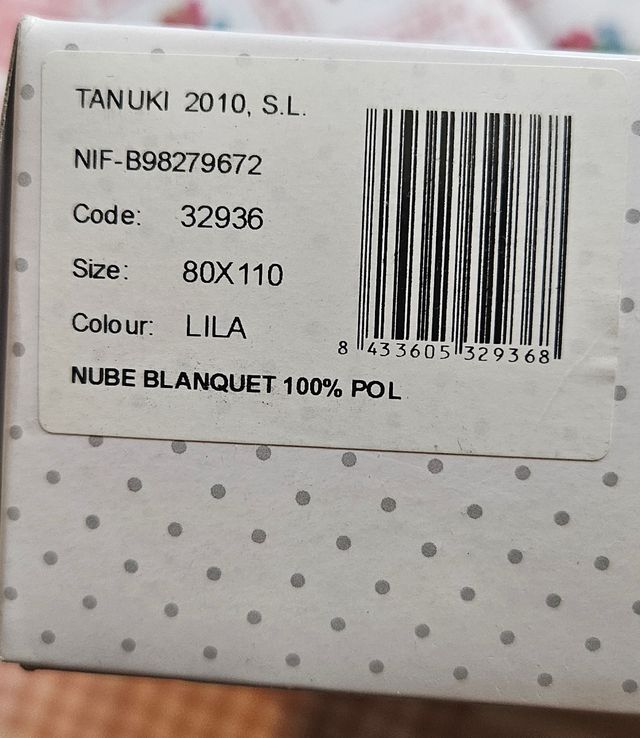 TANUKI 2010, S.L.
NIF-B98279672
Code: 32936
Size: 80X110
Colour: LILA
NUBE BLANQUET 100% POL
8 433605 329368